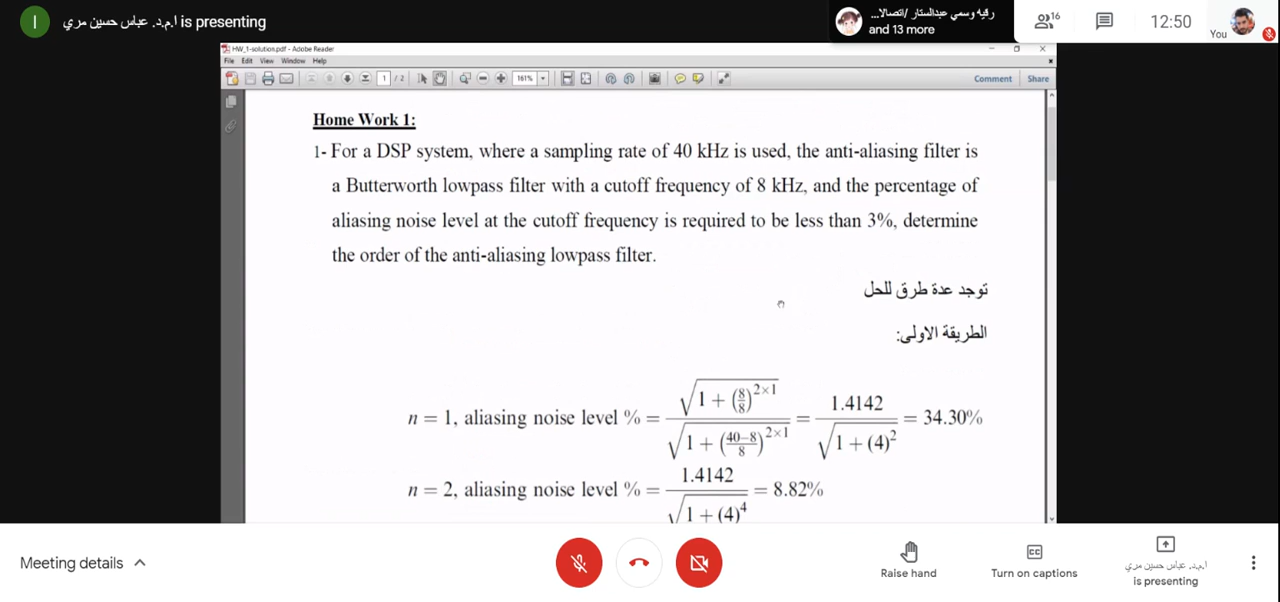 I
ا.م.د. عباس حسين مري is presenting
رقيه وسمي عبدالستار /اتصالا...
and 13 more
16
12:50
You
HW_1-solution.pdf - Adobe Reader
File Edit View Window Help
1 / 2
161%
Comment Share
Home Work 1:
1- For a DSP system, where a sampling rate of 40 kHz is used, the anti-aliasing filter is
a Butterworth lowpass filter with a cutoff frequency of 8 kHz, and the percentage of
aliasing noise level at the cutoff frequency is required to be less than 3%, determine
the order of the anti-aliasing lowpass filter.
توجد عدة طرق للحل
الطريقة الاولى:
n = 1, aliasing noise level % = √(1 + (8/8)^{2×1}) / √(1 + ((40−8)/8)^{2×1}) = 1.4142 / √(1 + (4)^2) = 34.30%
n = 2, aliasing noise level % = 1.4142 / √(1 + (4)^4) = 8.82%
Meeting details
Raise hand
CC
Turn on captions
ا.م.د. عباس حسين مري
is presenting